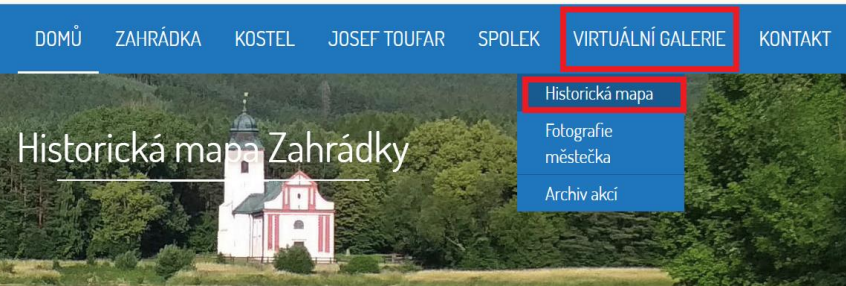 DOMŮ ZAHRÁDKA KOSTEL JOSEF TOUFAR SPOLEK VIRTUÁLNÍ GALERIE KONTAKT
Historická mapa
Fotografie
městečka
Archiv akcí
Historická mapa Zahrádky